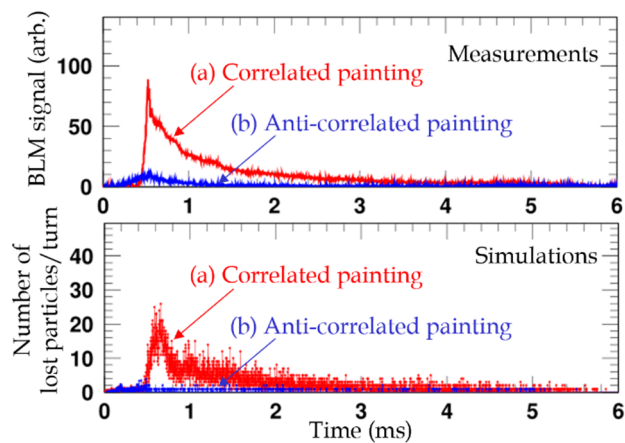 BLM signal (arb.)
100
50
0
Measurements
(a) Correlated painting
(b) Anti-correlated painting
0 1 2 3 4 5 6
Number of
lost particles/turn
40
30
20
10
0
Simulations
(a) Correlated painting
(b) Anti-correlated painting
0 1 2 3 4 5 6
Time (ms)